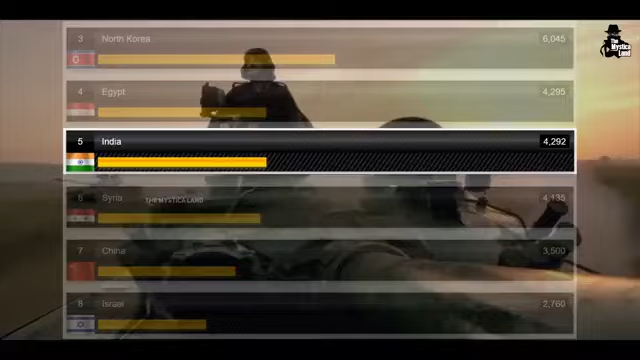 3 North Korea 6,045
The Mystica Land
4 Egypt 4,295
5 India 4,292
6 Syria 4,135
THE MYSTICA LAND
7 China 3,500
8 Israel 2,760